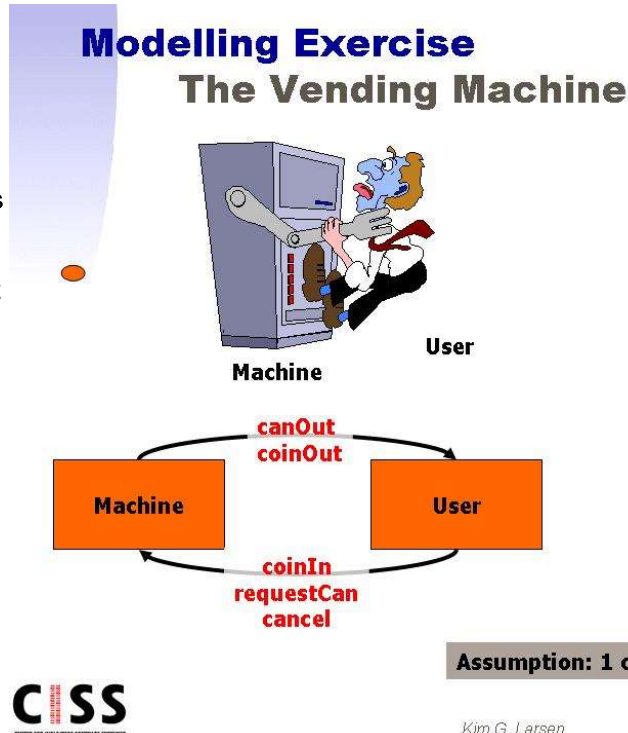 Modelling Exercise
The Vending Machine
s
Machine
User
canOut
coinOut
Machine
User
coinIn
requestCan
cancel
Assumption: 1 c
CISS
Kim G. Larsen